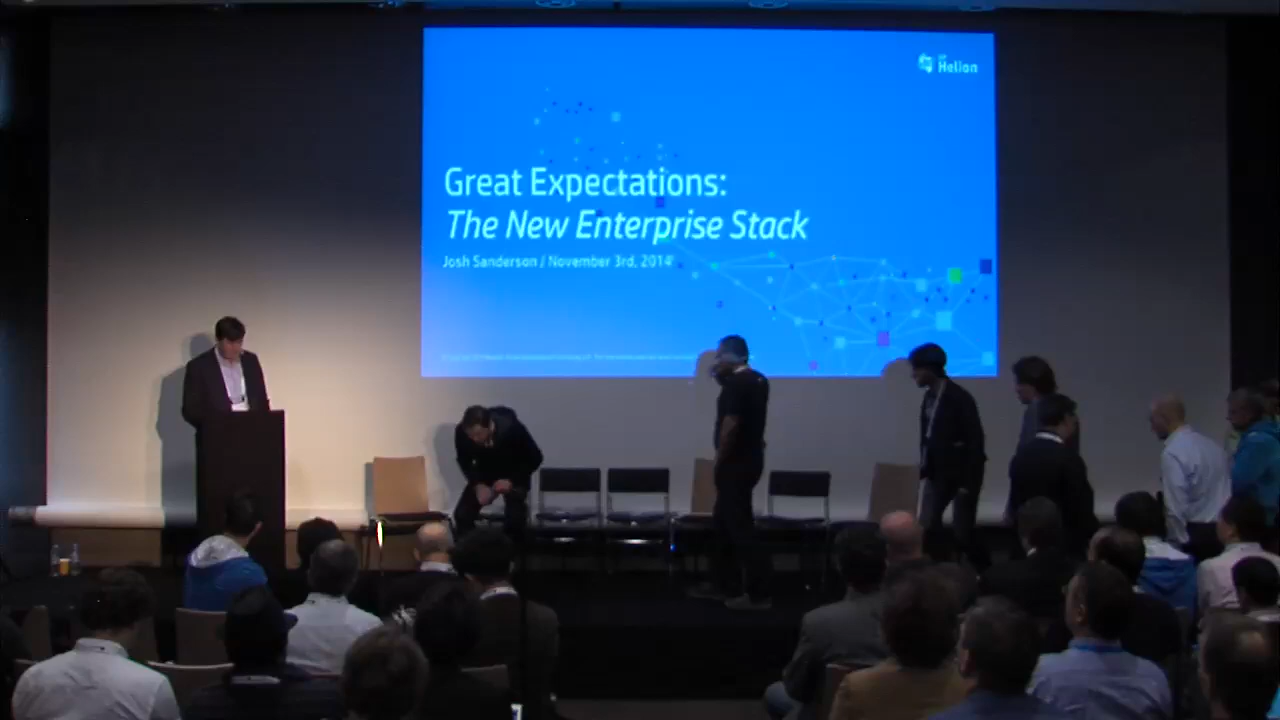 Helion
Great Expectations:
The New Enterprise Stack
Josh Sanderson / November 3rd, 2014